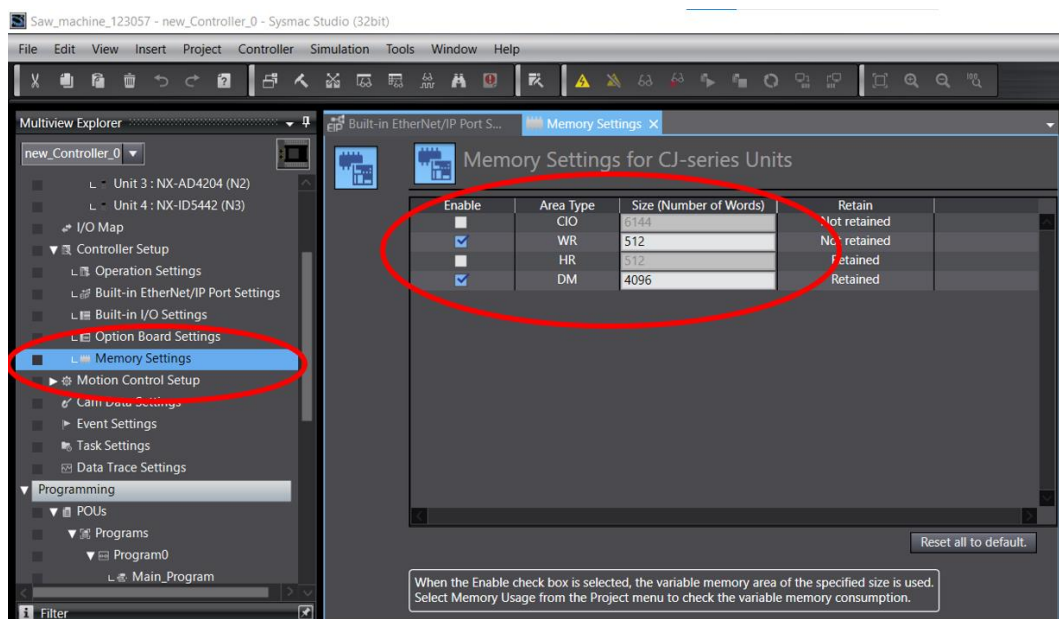 Saw_machine_123057 - new_Controller_0 - Sysmac Studio (32bit)
File Edit View Insert Project Controller Simulation Tools Window Help
Multiview Explorer
new_Controller_0
Unit 3 : NX-AD4204 (N2)
Unit 4 : NX-ID5442 (N3)
I/O Map
Controller Setup
Operation Settings
Built-in EtherNet/IP Port Settings
Built-in I/O Settings
Option Board Settings
Memory Settings
Motion Control Setup
Cam Data Settings
Event Settings
Task Settings
Data Trace Settings
Programming
POUs
Programs
Program0
Main_Program
Filter
EIP Built-in EtherNet/IP Port S... Memory Settings
Memory Settings for CJ-series Units
Enable Area Type Size (Number of Words) Retain
CIO 6144 Not retained
WR 512 Not retained
HR 512 Retained
DM 4096 Retained
Reset all to default.
When the Enable check box is selected, the variable memory area of the specified size is used.
Select Memory Usage from the Project menu to check the variable memory consumption.